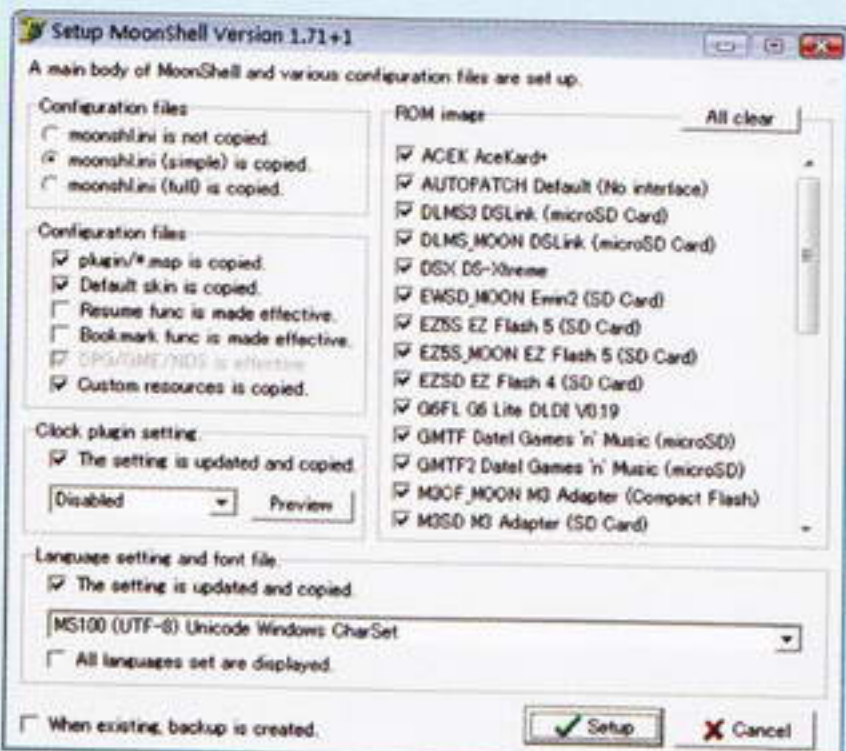 Setup MoonShell Version 1.71+1
A main body of MoonShell and various configuration files are set up.
Configuration files
moonshl.ini is not copied.
moonshl.ini (simple) is copied.
moonshl.ini (full) is copied.
Configuration files
plugin/*.msp is copied.
Default skin is copied.
Resume func is made effective.
Bookmark func is made effective.
DPG/GME/NDS is effective
Custom resources is copied.
Clock plugin setting.
The setting is updated and copied.
Disabled
Preview
ROM image
All clear
ACEK AceKard+
AUTOPATCH Default (No interface)
DLMS3 DSLink (microSD Card)
DLMS_MOON DSLink (microSD Card)
DSX DS-Xtreme
EWSD_MOON Ewin2 (SD Card)
EZ5S EZ Flash 5 (SD Card)
EZ5S_MOON EZ Flash 5 (SD Card)
EZSD EZ Flash 4 (SD Card)
G6FL G6 Lite DLDI V0.19
GMTF Datel Games 'n' Music (microSD)
GMTF2 Datel Games 'n' Music (microSD)
M3CF_MOON M3 Adapter (Compact Flash)
M3SD M3 Adapter (SD Card)
Language setting and font file.
The setting is updated and copied.
MS100 (UTF-8) Unicode Windows CharSet
All languages set are displayed.
When existing, backup is created.
Setup
Cancel